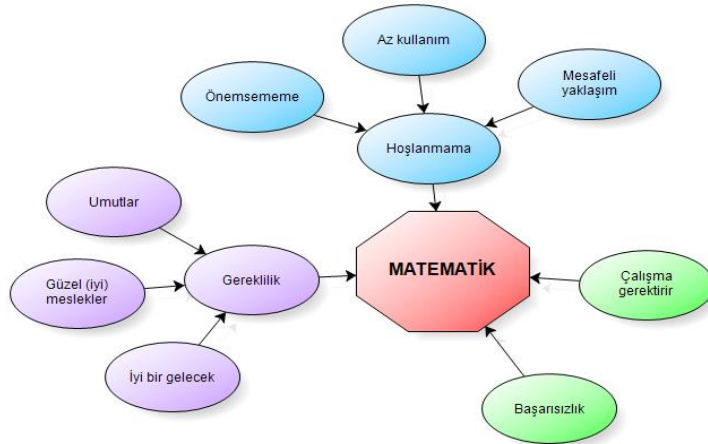 Az kullanım
Mesafeli
yaklaşım
Önemsememe
Hoşlanmama
Umutlar
MATEMATİK
Güzel (iyi)
meslekler
Gereklilik
Çalışma
gerektirir
İyi bir gelecek
Başarısızlık